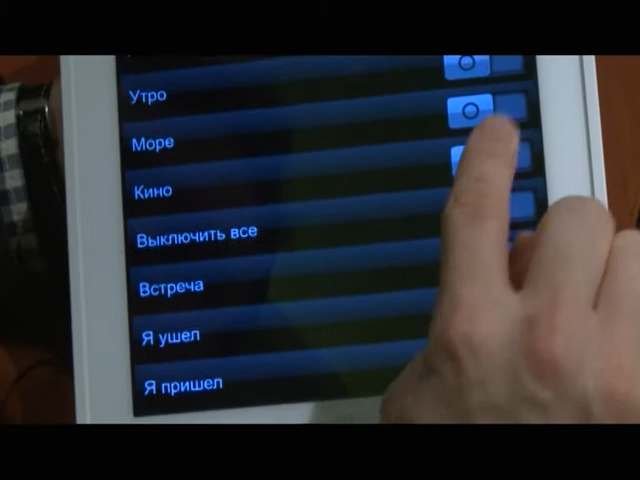 Утро
Море
Кино
Выключить все
Встреча
Я ушел
Я пришел